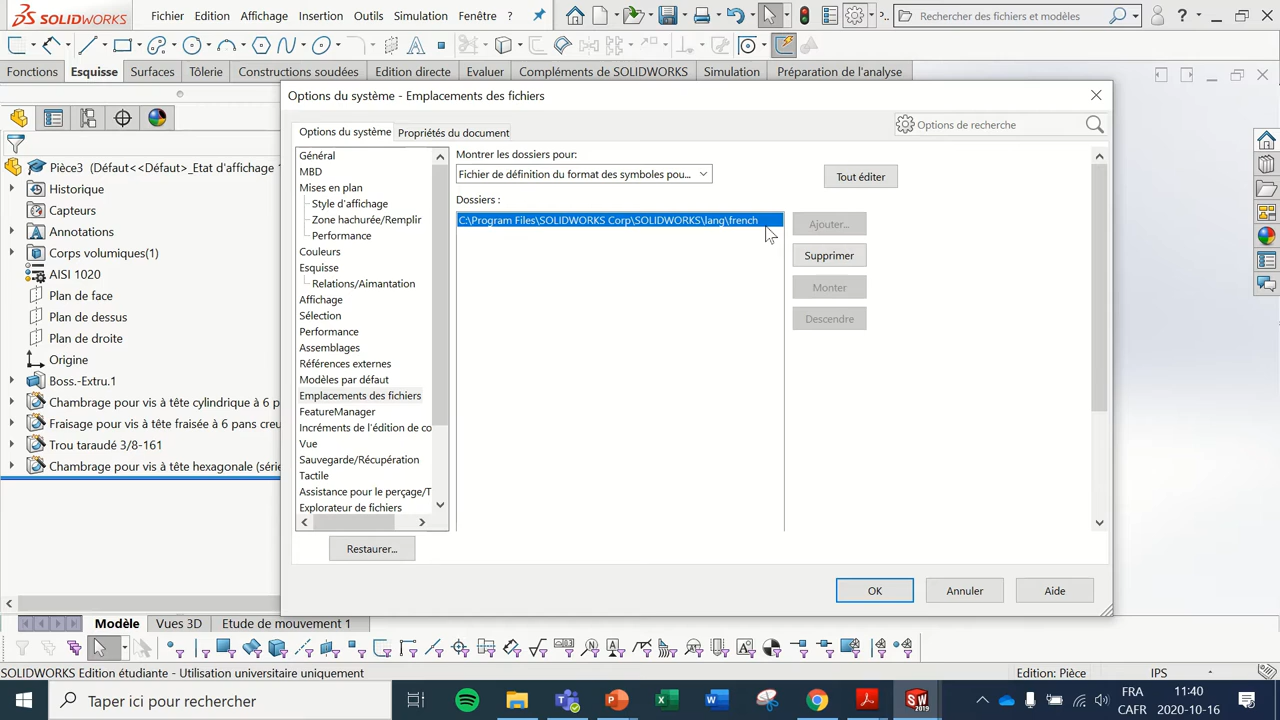 SOLIDWORKS Fichier Edition Affichage Insertion Outils Simulation Fenêtre Rechercher des fichiers et modèles
Fonctions Esquisse Surfaces Tôlerie Constructions soudées Edition directe Evaluer Compléments de SOLIDWORKS Simulation Préparation de l'analyse
Options du système - Emplacements des fichiers
Options de recherche
Options du système Propriétés du document
Pièce3 (Défaut<<Défaut>_Etat d'affichage
Historique
Capteurs
Annotations
Corps volumiques(1)
AISI 1020
Plan de face
Plan de dessus
Plan de droite
Origine
Boss.-Extru.1
Chambrage pour vis à tête cylindrique à 6 p
Fraisage pour vis à tête fraisée à 6 pans creu
Trou taraudé 3/8-161
Chambrage pour vis à tête hexagonale (série
Général
MBD
Mises en plan
Style d'affichage
Zone hachurée/Remplir
Performance
Couleurs
Esquisse
Relations/Aimantation
Affichage
Sélection
Performance
Assemblages
Références externes
Modèles par défaut
Emplacements des fichiers
FeatureManager
Incréments de l'édition de co
Vue
Sauvegarde/Récupération
Tactile
Assistance pour le perçage/T
Explorateur de fichiers
Restaurer...
Montrer les dossiers pour:
Fichier de définition du format des symboles pou...
Tout éditer
Dossiers :
C:\Program Files\SOLIDWORKS Corp\SOLIDWORKS\lang\french
Ajouter...
Supprimer
Monter
Descendre
OK Annuler Aide
Modèle Vues 3D Etude de mouvement 1
SOLIDWORKS Edition étudiante - Utilisation universitaire uniquement Edition: Pièce IPS
Taper ici pour rechercher
FRA
CAFR
11:40
2020-10-16
SW
2019